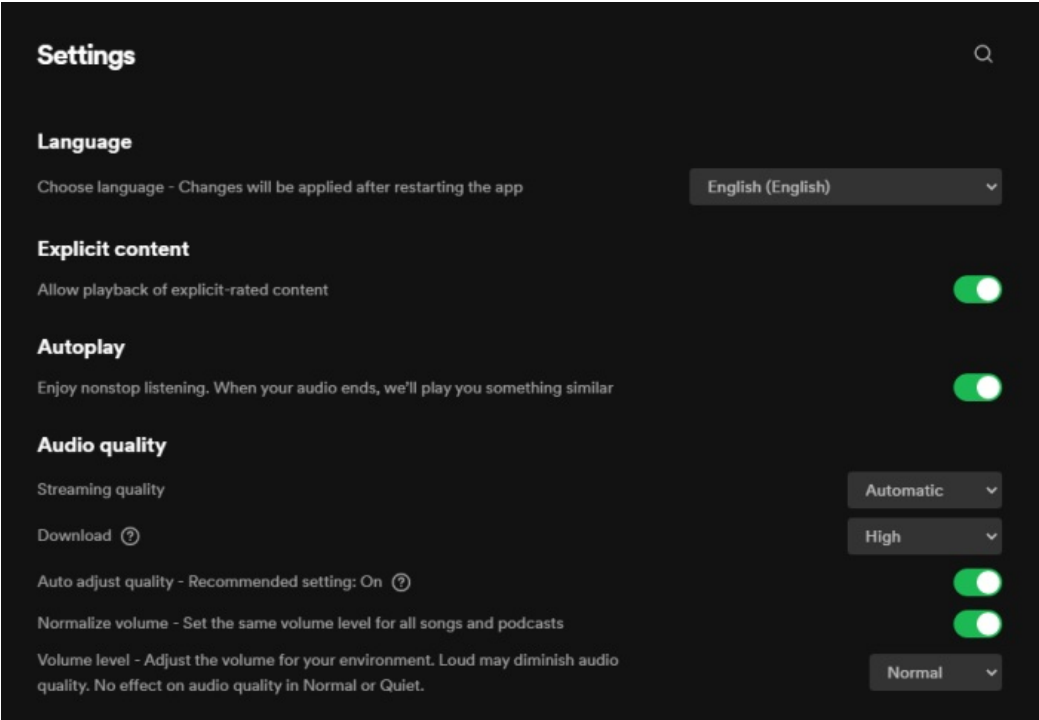 Settings
Language
Choose language - Changes will be applied after restarting the app
English (English)
Explicit content
Allow playback of explicit-rated content
Autoplay
Enjoy nonstop listening. When your audio ends, we'll play you something similar
Audio quality
Streaming quality
Automatic
Download ?
High
Auto adjust quality - Recommended setting: On ?
Normalize volume - Set the same volume level for all songs and podcasts
Volume level - Adjust the volume for your environment. Loud may diminish audio
quality. No effect on audio quality in Normal or Quiet.
Normal